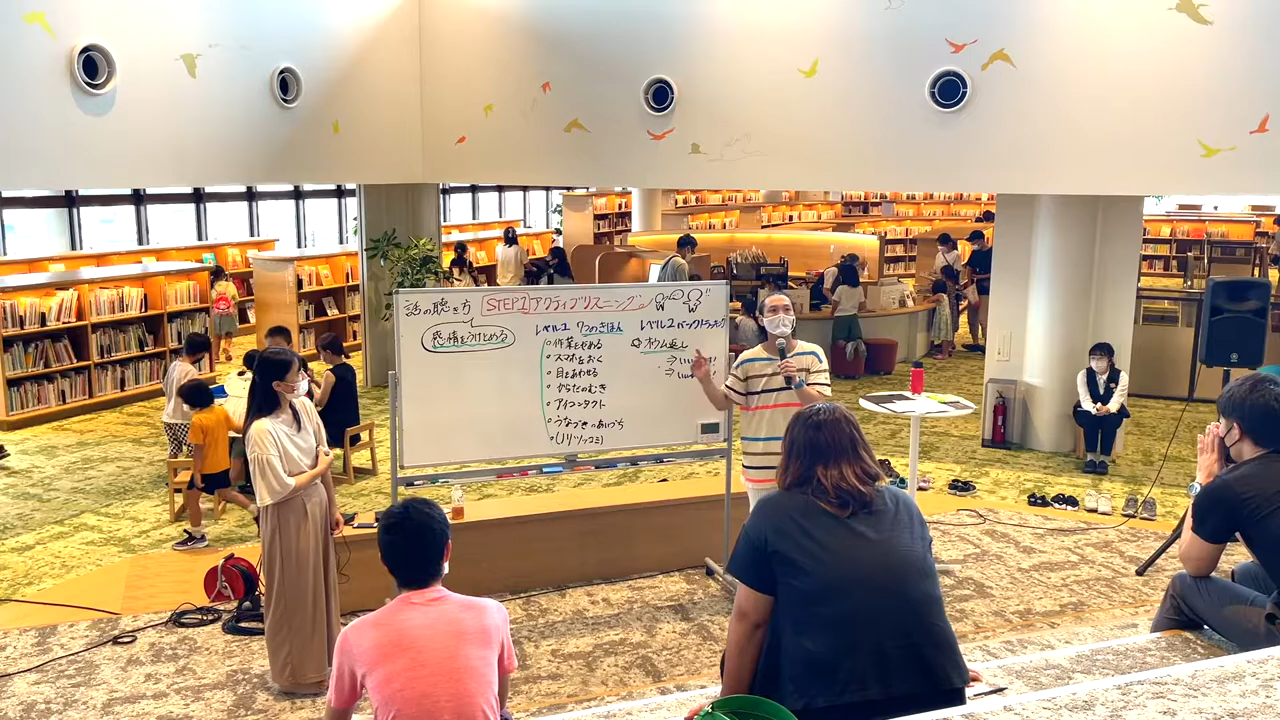 話の聴き方 STEP1 アクティブリスニング
感情をうけとめる
レベル1 7つのきほん
○作業をやめる
○スマホをおく
○目をあわせる
○からだのむき
○アイコンタクト
○うなづき・あいづち
○(ノリツッコミ)
レベル2 バックトラッキング
オウム返し